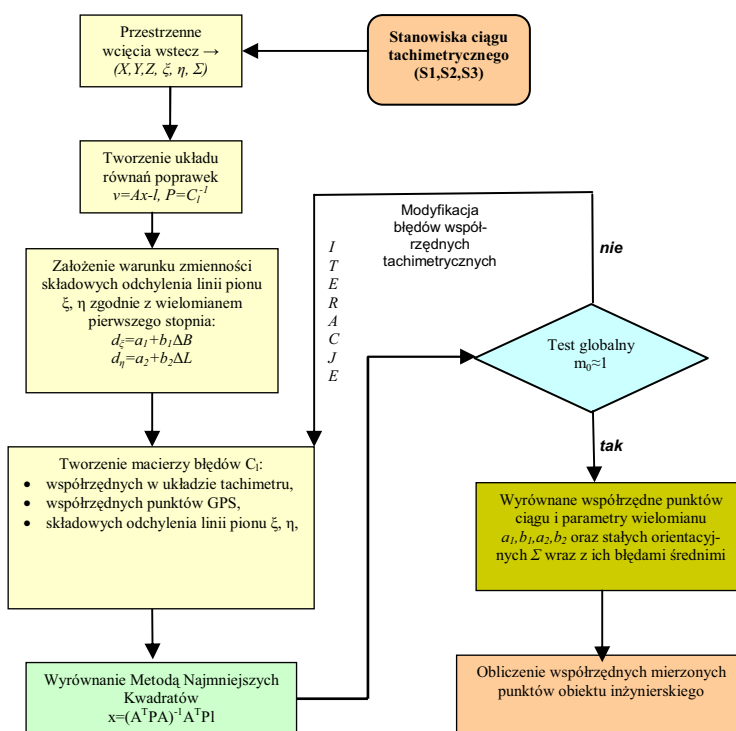 Przestrzenne
wcięcia wstecz →
(X,Y,Z, ξ, η, Σ)
Stanowiska ciągu
tachimetrycznego
(S1,S2,S3)
Tworzenie układu
równań poprawek
v=Ax-l, P=C_l^-1
Modyfikacja
błędów współ-
rzędnych
tachimetrycznych
nie
ITERACJE
Założenie warunku zmienności
składowych odchylenia linii pionu
ξ, η zgodnie z wielomianem
pierwszego stopnia:
d_ξ=a_1+b_1ΔB
d_η=a_2+b_2ΔL
Test globalny
m_0≈1
tak
Tworzenie macierzy błędów C_l:
• współrzędnych w układzie tachimetru,
• współrzędnych punktów GPS,
• składowych odchylenia linii pionu ξ, η,
Wyrównane współrzędne punktów
ciągu i parametry wielomianu
a_1,b_1,a_2,b_2 oraz stałych orientacyj-
nych Σ wraz z ich błędami średnimi
Wyrównanie Metodą Najmniejszych
Kwadratów
x=(A^TPA)^-1A^TPl
Obliczenie współrzędnych mierzonych
punktów obiektu inżynierskiego